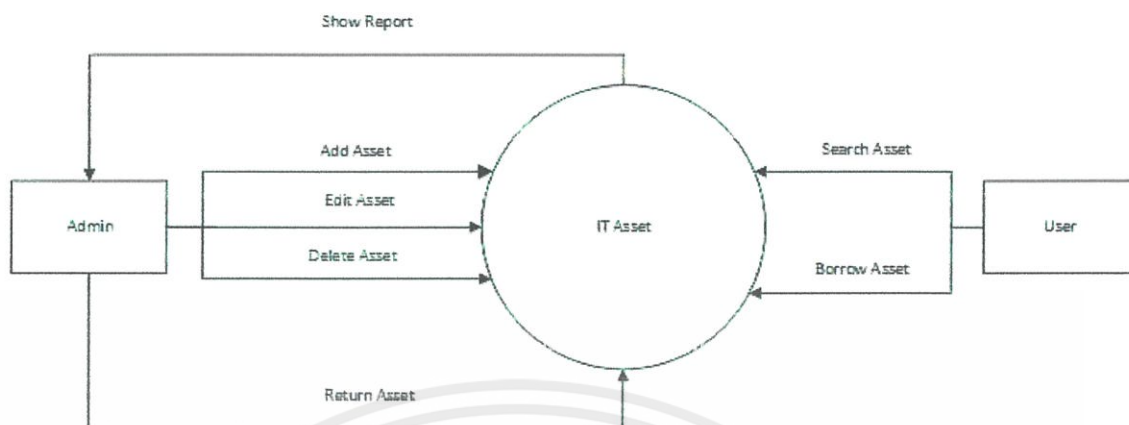 Show Report
Add Asset
Search Asset
Edit Asset
Admin
IT Asset
User
Delete Asset
Borrow Asset
Return Asset